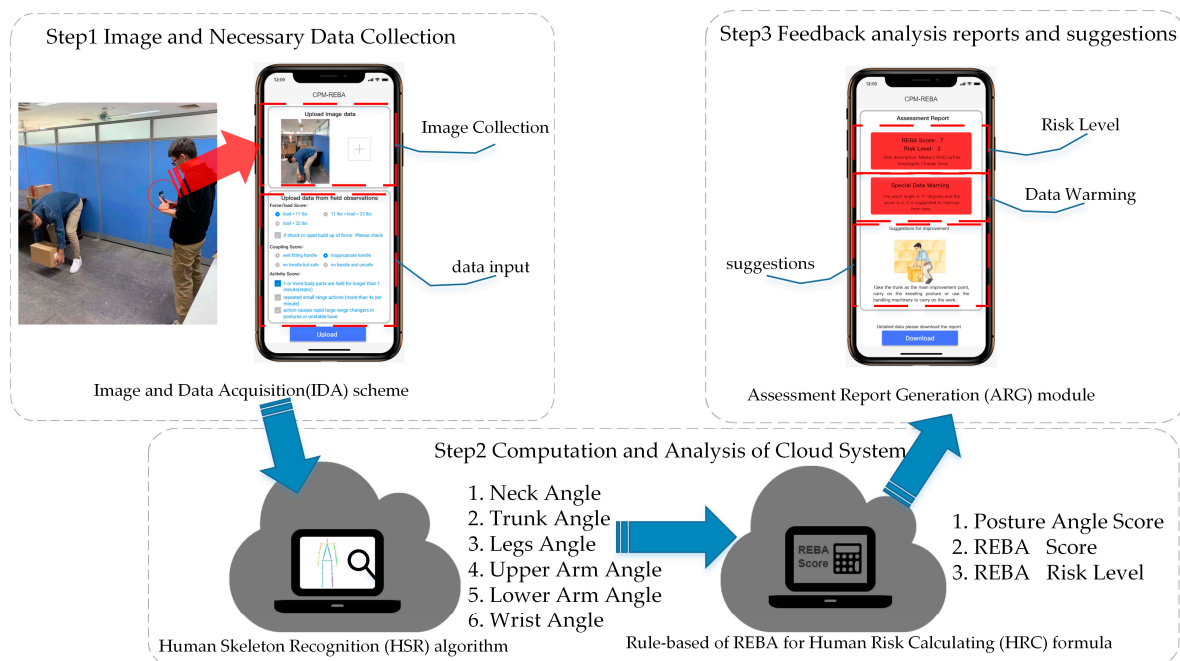 Step1 Image and Necessary Data Collection
12:00
CPM-REBA
Upload image data
Image Collection
Upload data from field observations
Force/load Score:
load < 11 lbs
11 lbs < load < 22 lbs
load > 22 lbs
if shock or rapid build up of force : Please check
Coupling Score:
well fitting handle
inappropriate handle
no handle but safe
no handle and unsafe
Activity Score:
1 or more body parts are held for longer than 1
minute(static)
repeated small range actions (more than 4x per
minute)
action causes rapid large range changers in
postures or unstable base
Upload
data input
Image and Data Acquisition(IDA) scheme
Step3 Feedback analysis reports and suggestions
12:00
CPM-REBA
Assessment Report
REBA Score: 7
Risk Level: 3
Risk description: Medium
Investigate Change Soon
Risk Level
Special Data Warning
Data Warming
Suggestions for improvement
suggestions
Take the trunk as the main improvement point,
carry on the kneeling posture or use the
handling machinery to carry on the work.
Detailed data please download the report
Download
Assessment Report Generation (ARG) module
Step2 Computation and Analysis of Cloud System
1. Neck Angle
2. Trunk Angle
3. Legs Angle
4. Upper Arm Angle
5. Lower Arm Angle
6. Wrist Angle
Human Skeleton Recognition (HSR) algorithm
REBA
Score
1. Posture Angle Score
2. REBA Score
3. REBA Risk Level
Rule-based of REBA for Human Risk Calculating (HRC) formula